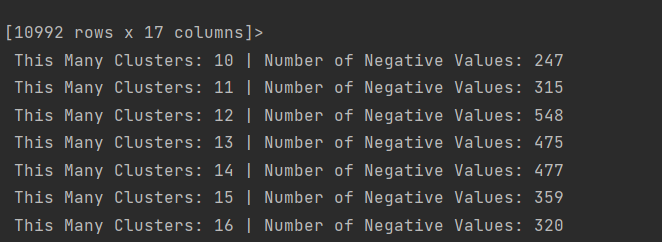 [10992 rows x 17 columns]>
This Many Clusters: 10 | Number of Negative Values: 247
This Many Clusters: 11 | Number of Negative Values: 315
This Many Clusters: 12 | Number of Negative Values: 548
This Many Clusters: 13 | Number of Negative Values: 475
This Many Clusters: 14 | Number of Negative Values: 477
This Many Clusters: 15 | Number of Negative Values: 359
This Many Clusters: 16 | Number of Negative Values: 320